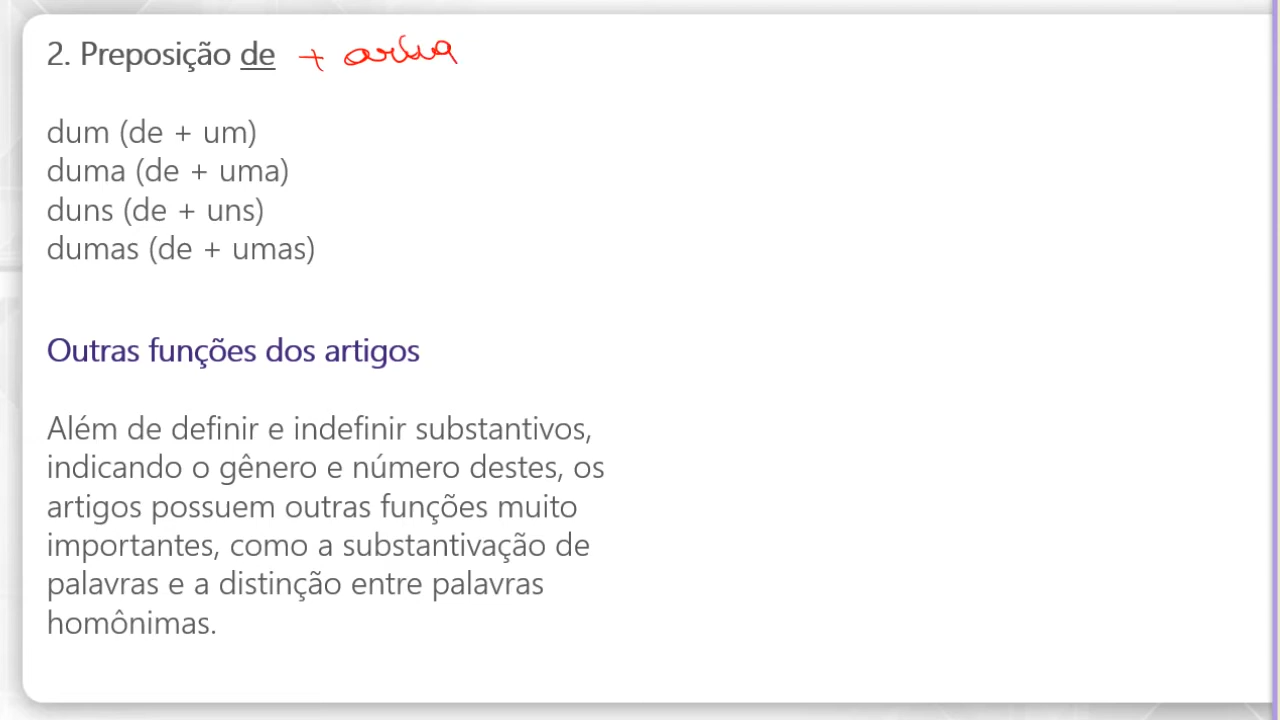 2. Preposição de +
dum (de + um)
duma (de + uma)
duns (de + uns)
dumas (de + umas)
Outras funções dos artigos
Além de definir e indefinir substantivos,
indicando o gênero e número destes, os
artigos possuem outras funções muito
importantes, como a substantivação de
palavras e a distinção entre palavras
homônimas.